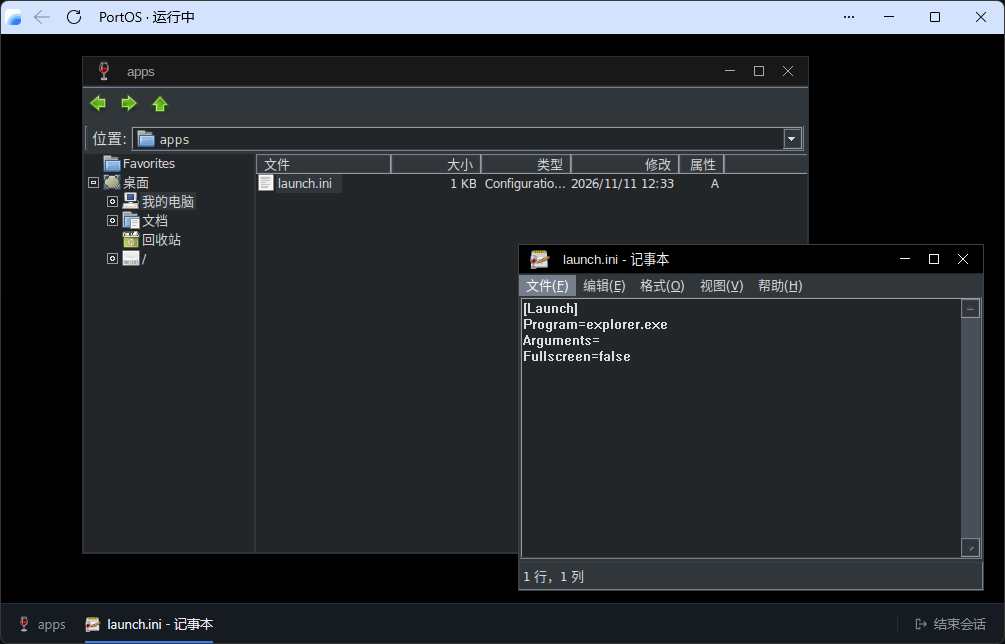 PortOS · 运行中
apps
位置: apps
Favorites
桌面
我的电脑
文档
回收站
/
文件 大小 类型 修改 属性
launch.ini 1 KB Configuratio... 2026/11/11 12:33 A
launch.ini - 记事本
文件(F) 编辑(E) 格式(O) 视图(V) 帮助(H)
[Launch]
Program=explorer.exe
Arguments=
Fullscreen=false
1 行，1 列
apps launch.ini - 记事本 结束会话